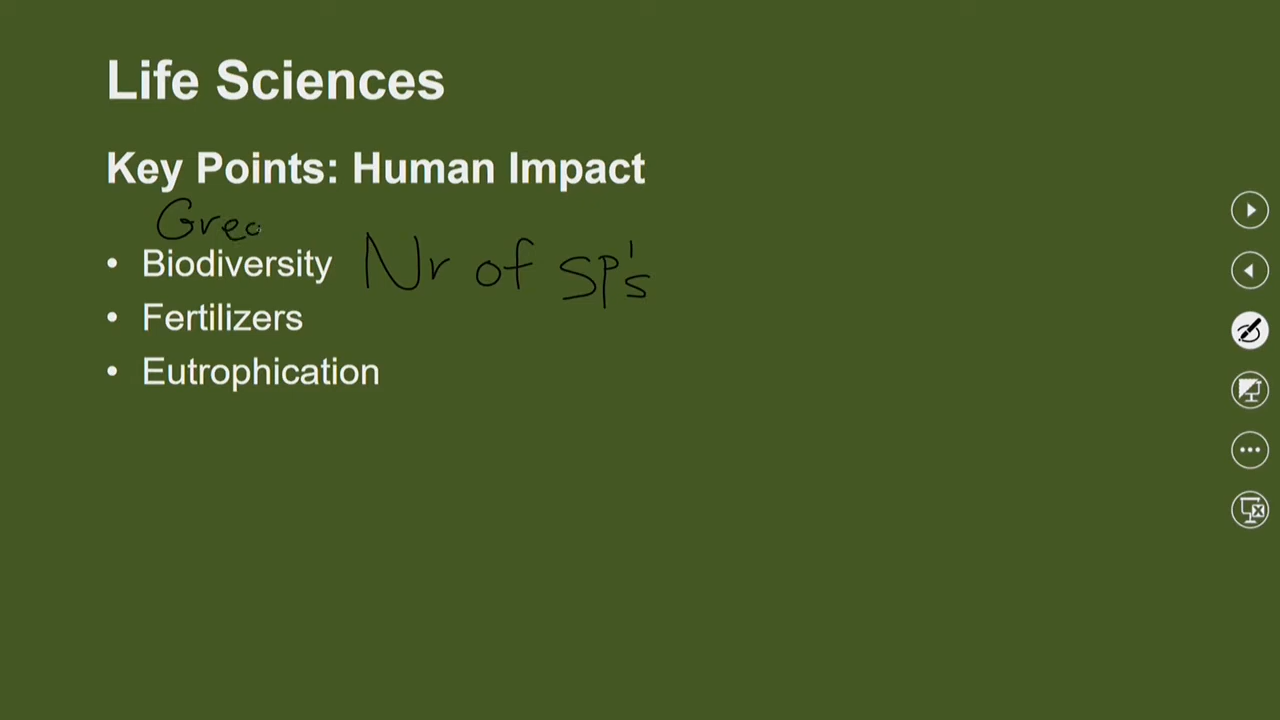 Life Sciences
Key Points: Human Impact
Grea
• Biodiversity Nr of SP's
• Fertilizers
• Eutrophication